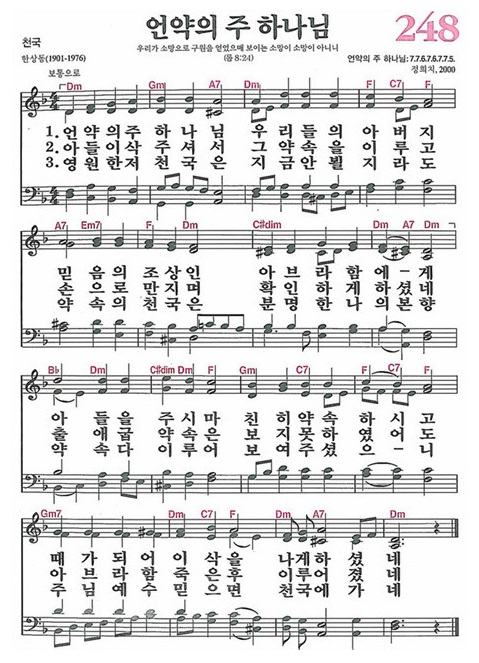 언약의 주 하나님
248
천국
우리가 소망으로 구원을 얻었으매 보이는 소망이 소망이 아니니
(롬 8:24)
한상동(1901-1976)
언약의 주 하나님: 7.7.6.7.6.7.7.5.
정희치, 2000
보통으로
Dm Gm A7 Dm F C7 F
1. 언 약 의 주 하 나 님 우 리 들 의 아 버 지
2. 아 들 이 삭 주 셔 서 그 약 속 을 이 루 고
3. 영 원 한 저 천 국 은 지 금 안 뵐 지 라 도
A7 Em7 F Dm C#dim Dm A7 Dm
믿 음 의 조 상 인 아 브 라 함 에 - 게
손 으 로 만 지 며 확 인 하 게 하 셨 네
약 속 의 천 국 은 분 명 한 나 의 본 향
B♭ Dm C#dim Dm F Gm C7 F C7 F
아 들 을 주 시 마 친 히 약 속 하 시 고
출 애 굽 약 속 은 보 지 못 하 였 으 니
약 속 다 이 루 어 보 여 주 셨 으 니
Gm7 Dm C7 F Dm A7 Dm
때 가 되 어 이 삭 을 나 게 하 셨 네
아 브 라 함 죽 은 후 이 루 어 졌 네
주 님 예 수 믿 으 면 천 국 에 가 네